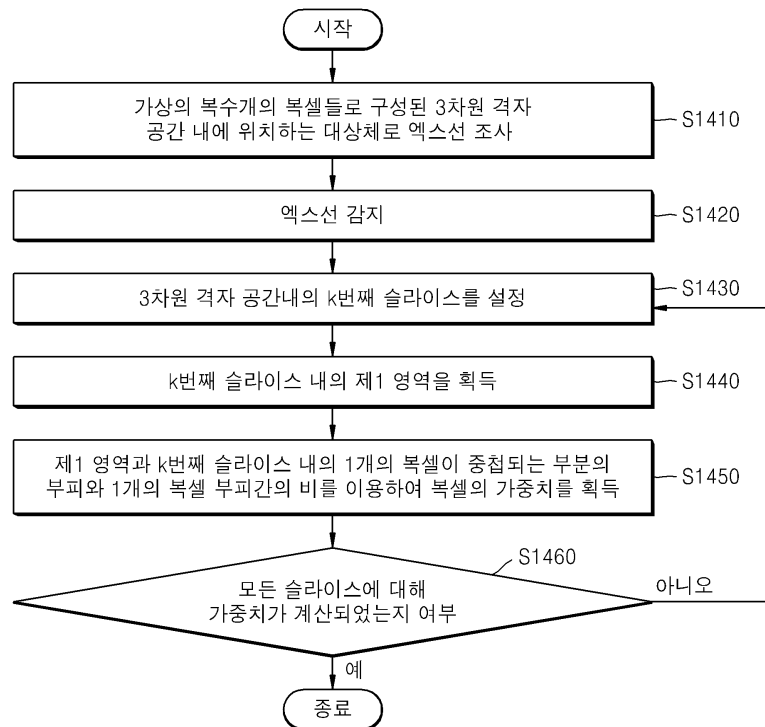 시작
가상의 복수개의 복셀들로 구성된 3차원 격자
공간 내에 위치하는 대상체로 엑스선 조사
S1410
엑스선 감지
S1420
3차원 격자 공간내의 k번째 슬라이스를 설정
S1430
k번째 슬라이스 내의 제1 영역을 획득
S1440
제1 영역과 k번째 슬라이스 내의 1개의 복셀이 중첩되는 부분의
부피와 1개의 복셀 부피간의 비를 이용하여 복셀의 가중치를 획득
S1450
S1460
모든 슬라이스에 대해
가중치가 계산되었는지 여부
아니오
예
종료